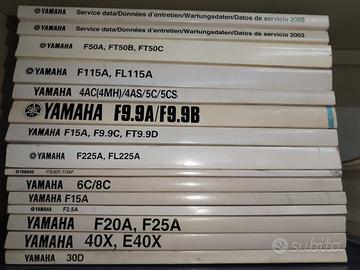 YAMAHA Service data/Données d'entretien/Wartungsdaten/Datos de servicio 2005
YAMAHA Service data/Données d'entretien/Wartungsdaten/Datos de servicio 2003
YAMAHA F50A, FT50B, FT50C
YAMAHA F115A, FL115A
YAMAHA 4AC(4MH)/4AS/5C/5CS
YAMAHA F9.9A/F9.9B
YAMAHA F15A, F9.9C, FT9.9D
YAMAHA F225A, FL225A
YAMAHA
YAMAHA 6C/8C
YAMAHA F15A
YAMAHA F2.5A
YAMAHA F20A, F25A
YAMAHA 40X, E40X
YAMAHA 30D
subito